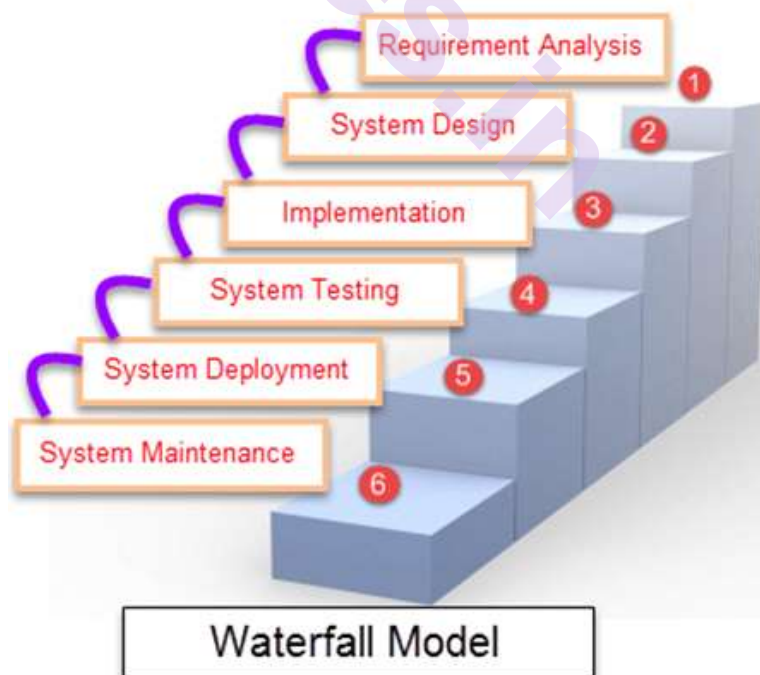 Requirement Analysis
1
System Design
2
Implementation
3
System Testing
4
System Deployment
5
System Maintenance
6
Waterfall Model